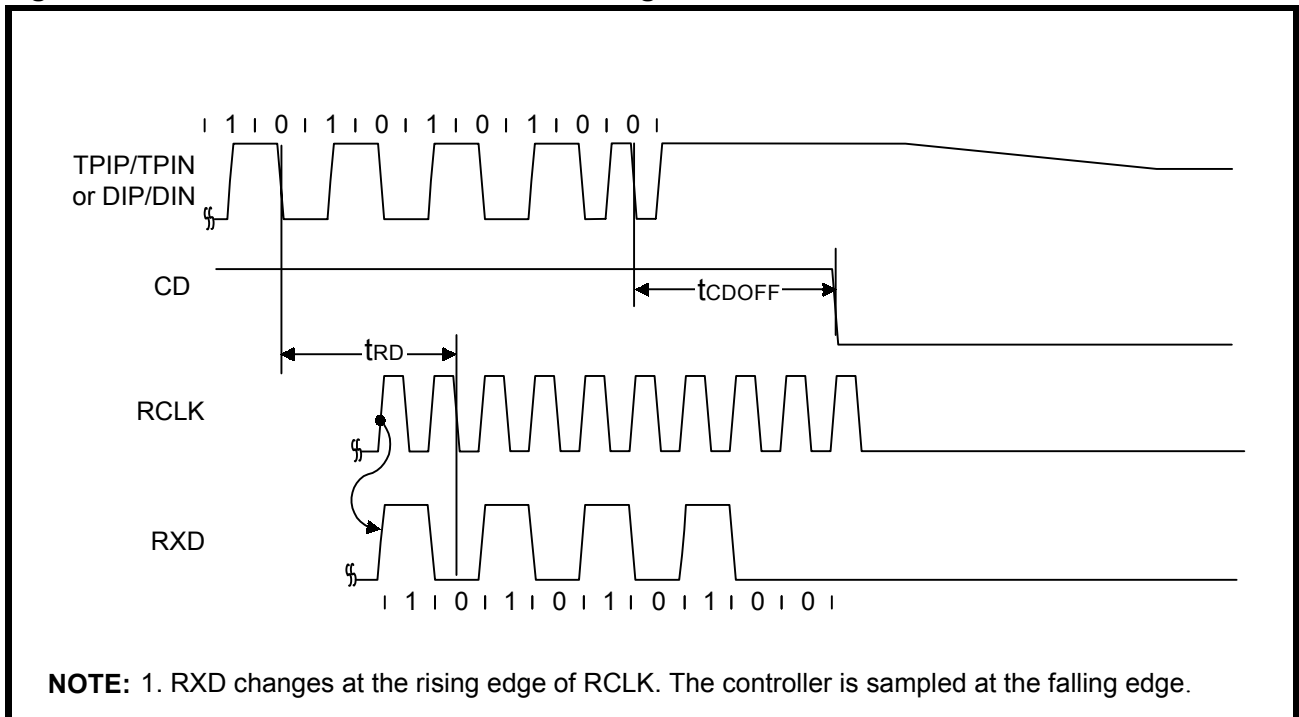 1 0 1 0 1 0 1 0 0
TPIP/TPIN
or DIP/DIN
CD
tCDOFF
tRD
RCLK
RXD
1 0 1 0 1 0 1 0 0
NOTE: 1. RXD changes at the rising edge of RCLK. The controller is sampled at the falling edge.